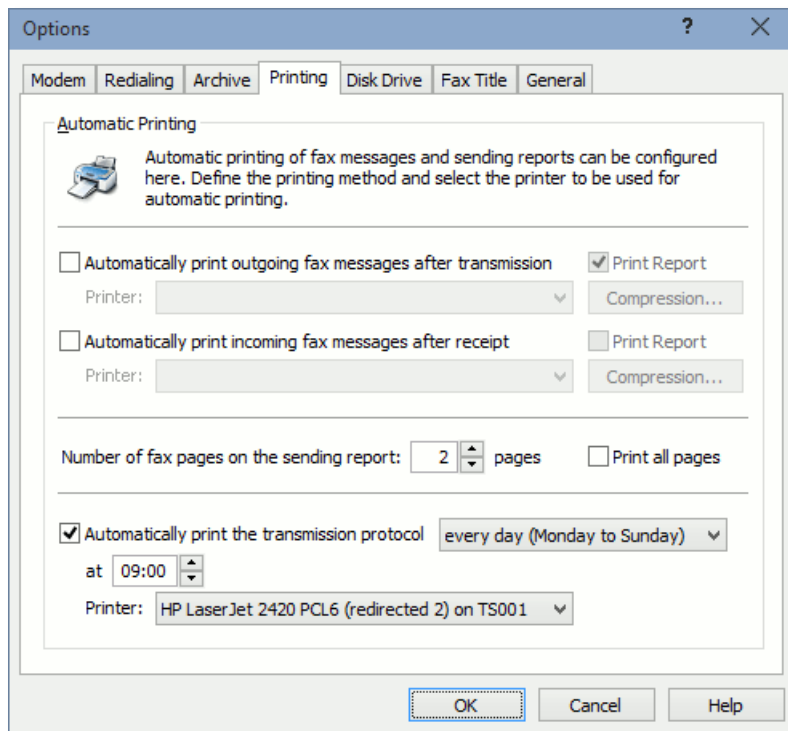 Options ?
Modem Redialing Archive Printing Disk Drive Fax Title General
Automatic Printing
Automatic printing of fax messages and sending reports can be configured
here. Define the printing method and select the printer to be used for
automatic printing.
Automatically print outgoing fax messages after transmission Print Report
Printer: Compression...
Automatically print incoming fax messages after receipt Print Report
Printer: Compression...
Number of fax pages on the sending report: 2 pages Print all pages
Automatically print the transmission protocol every day (Monday to Sunday)
at 09:00
Printer: HP LaserJet 2420 PCL6 (redirected 2) on TS001
OK Cancel Help